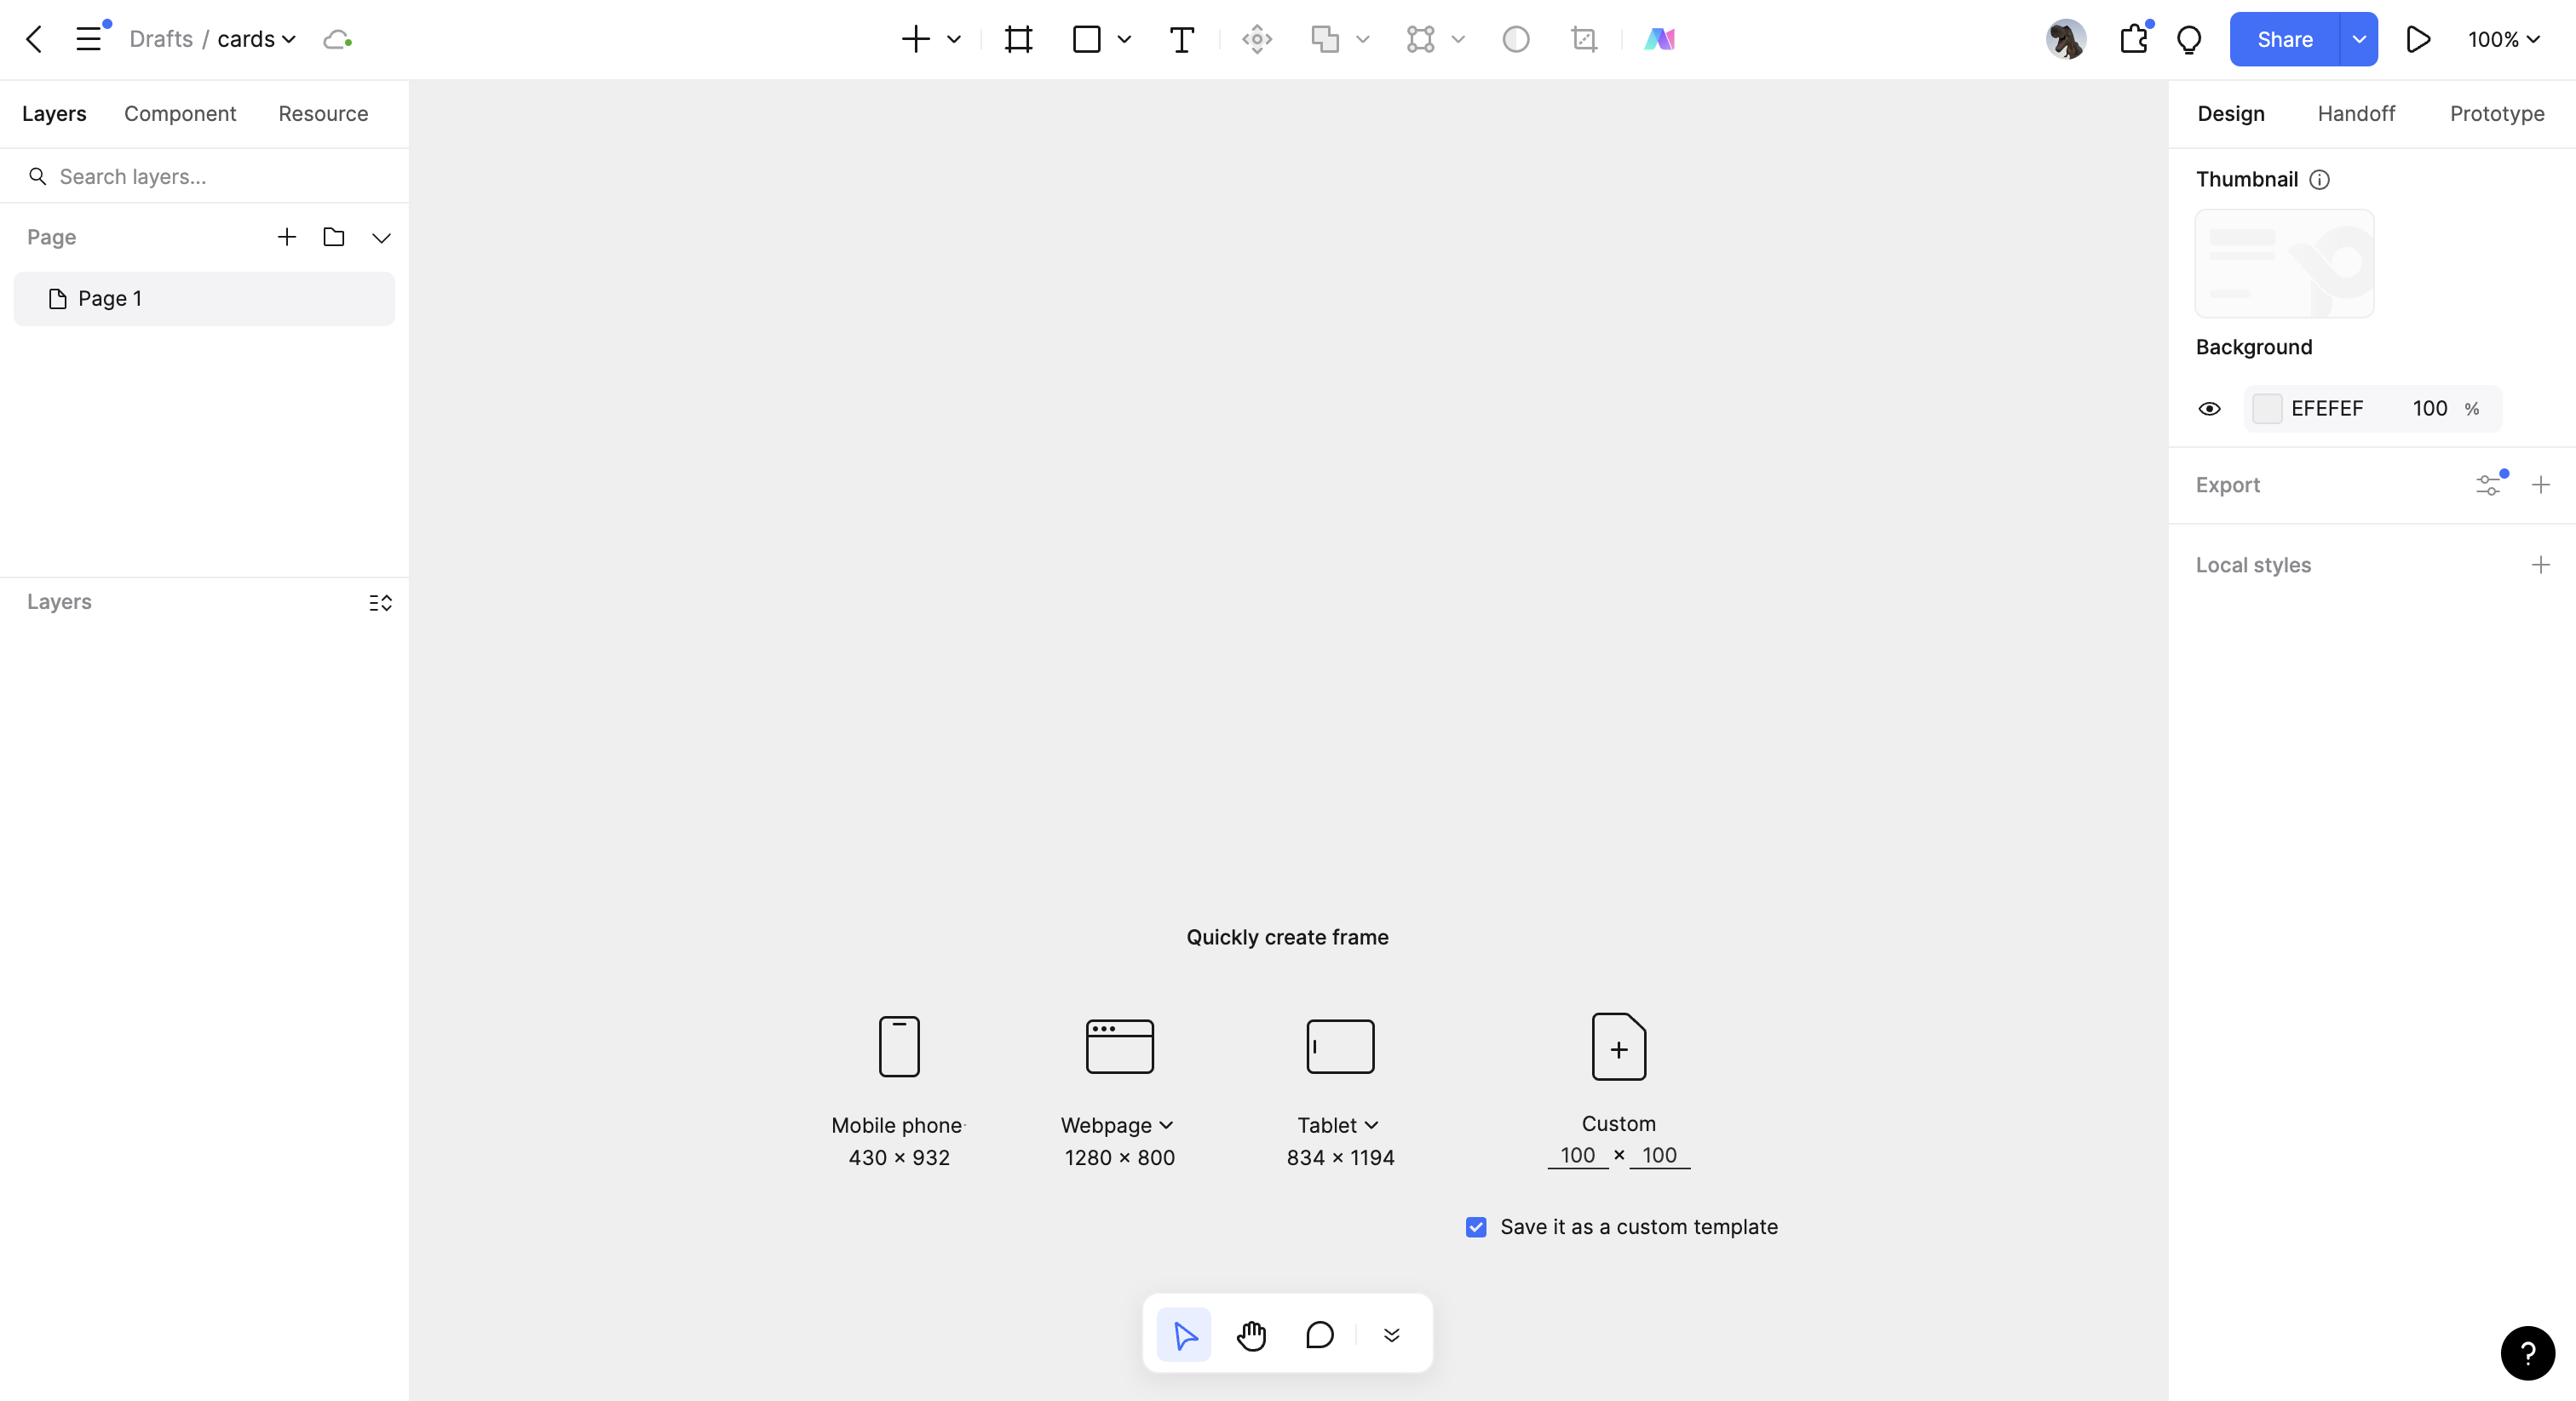 Drafts / cards
Share
100%
Layers
Component
Resource
Search layers...
Page
Page 1
Layers
Quickly create frame
Mobile phone
430 × 932
Webpage
1280 × 800
Tablet
834 × 1194
Custom
100 × 100
Save it as a custom template
Design
Handoff
Prototype
Thumbnail
Background
EFEFEF 100 %
Export
Local styles
?